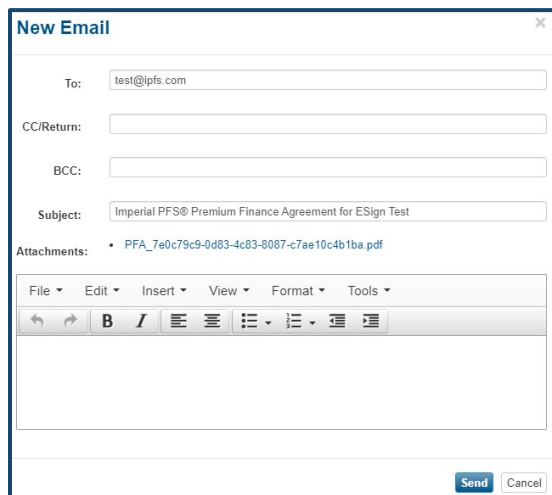 New Email
×
To: test@ipfs.com
CC/Return:
BCC:
Subject: Imperial PFS® Premium Finance Agreement for ESign Test
Attachments: • PFA_7e0c79c9-0d83-4c83-8087-c7ae10c4b1ba.pdf
File Edit Insert View Format Tools
B I
Send Cancel